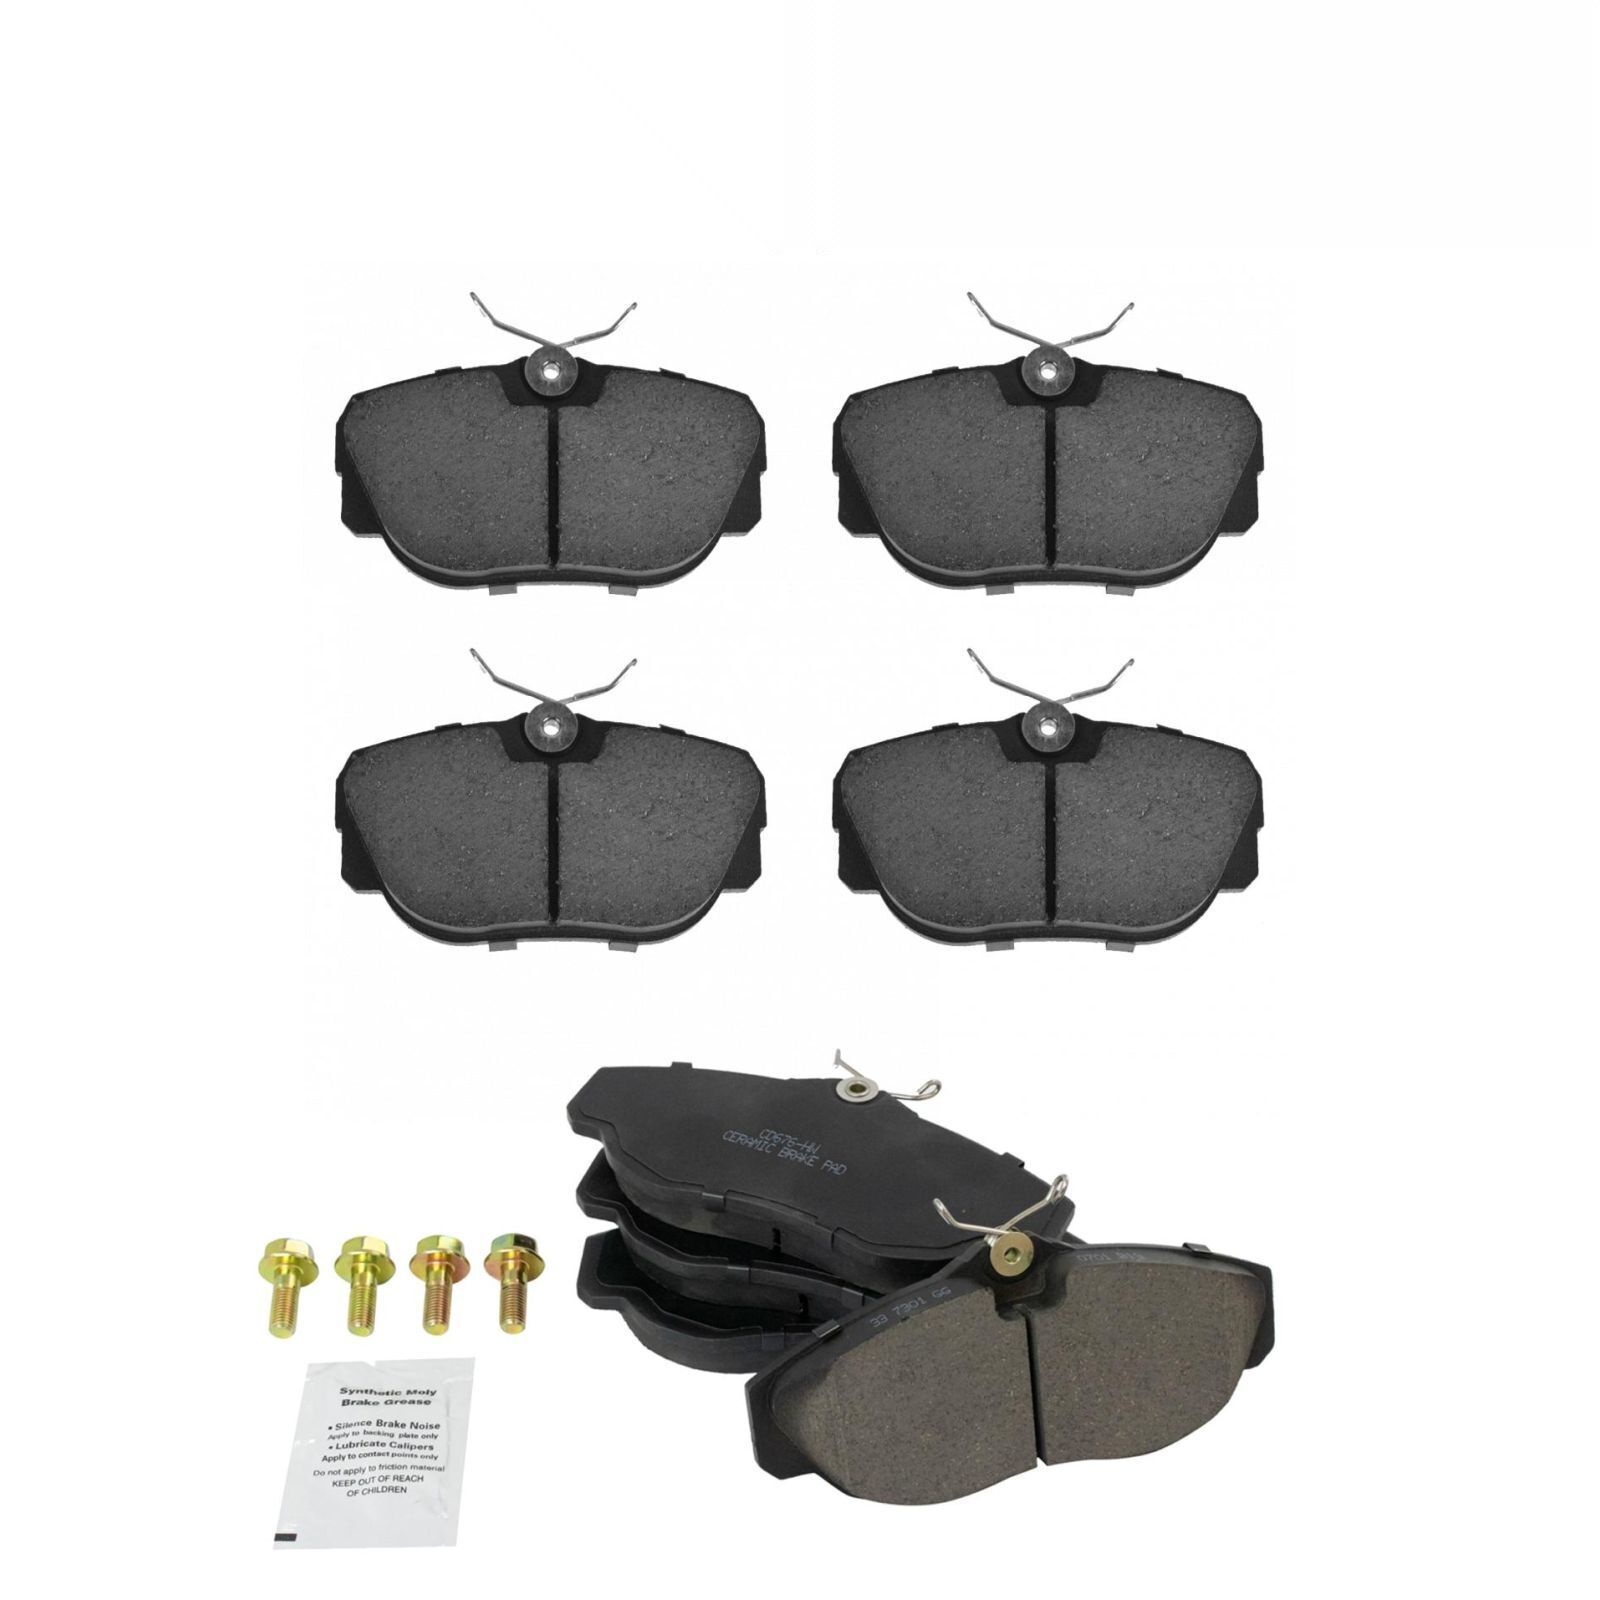 CD676-HW
CERAMIC BRAKE PAD
33 7301 GG
Synthetic Moly
Brake Grease
• Silence Brake Noise
Apply to backing plate only
• Lubricate Calipers
Apply to contact points only
Do not apply to friction material
KEEP OUT OF REACH
OF CHILDREN